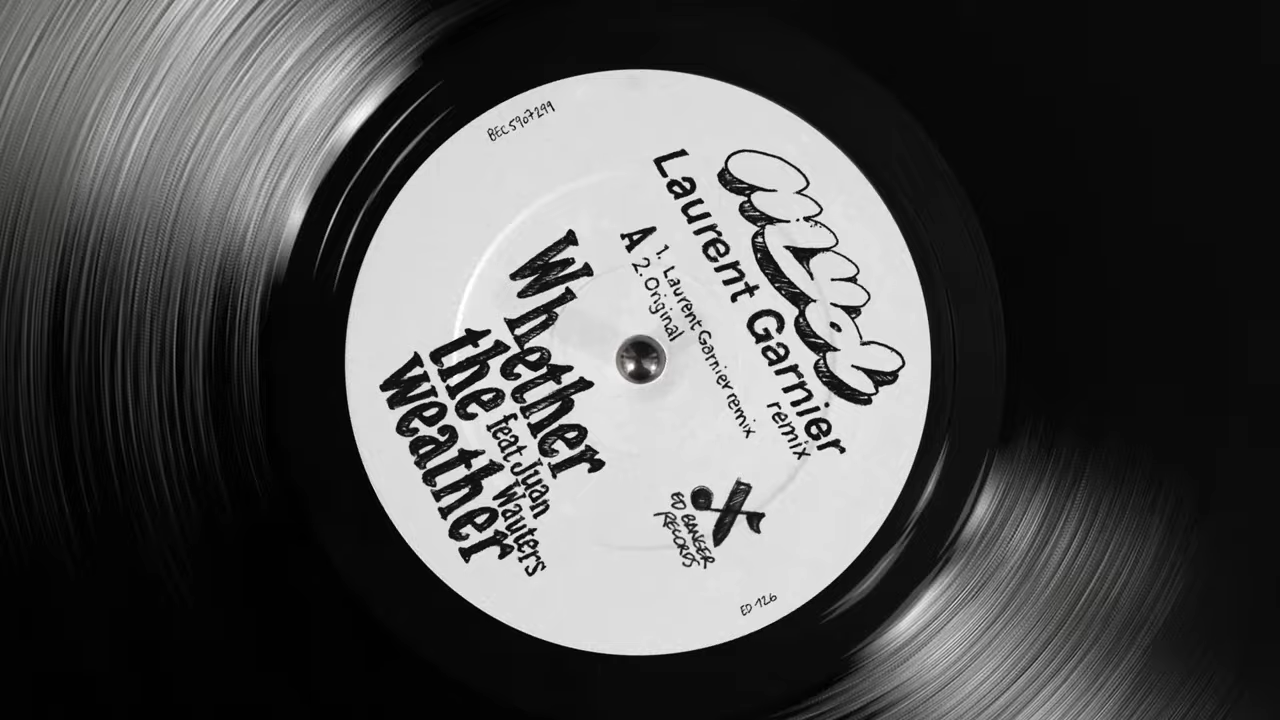 BEC5907299
Laurent Garnier
remix
A 1. Laurent Garnier remix
2. Original
Whether
the
feat Juan
Wauters
weather
ED BANGER
RECORDS
ED 126